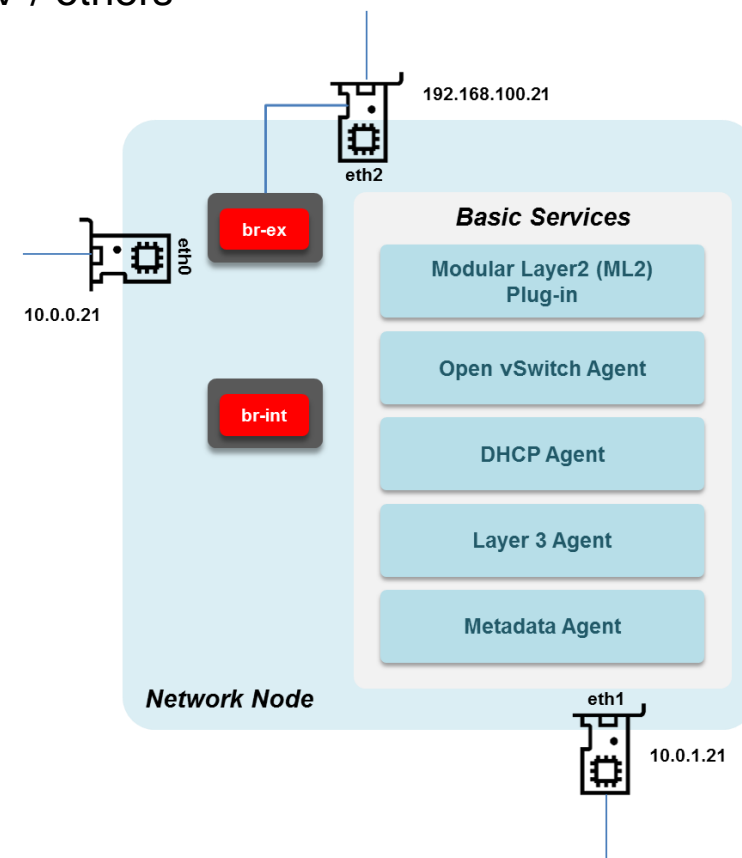 / others
192.168.100.21
eth2
br-ex
Basic Services
eth0
Modular Layer2 (ML2)
Plug-in
10.0.0.21
Open vSwitch Agent
br-int
DHCP Agent
Layer 3 Agent
Metadata Agent
Network Node
eth1
10.0.1.21